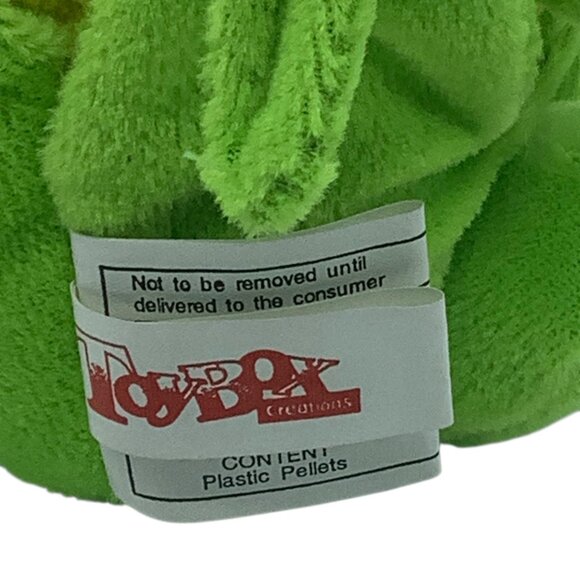 Not to be removed until
delivered to the consumer
ToyBox
creations
CONTENT
Plastic Pellets